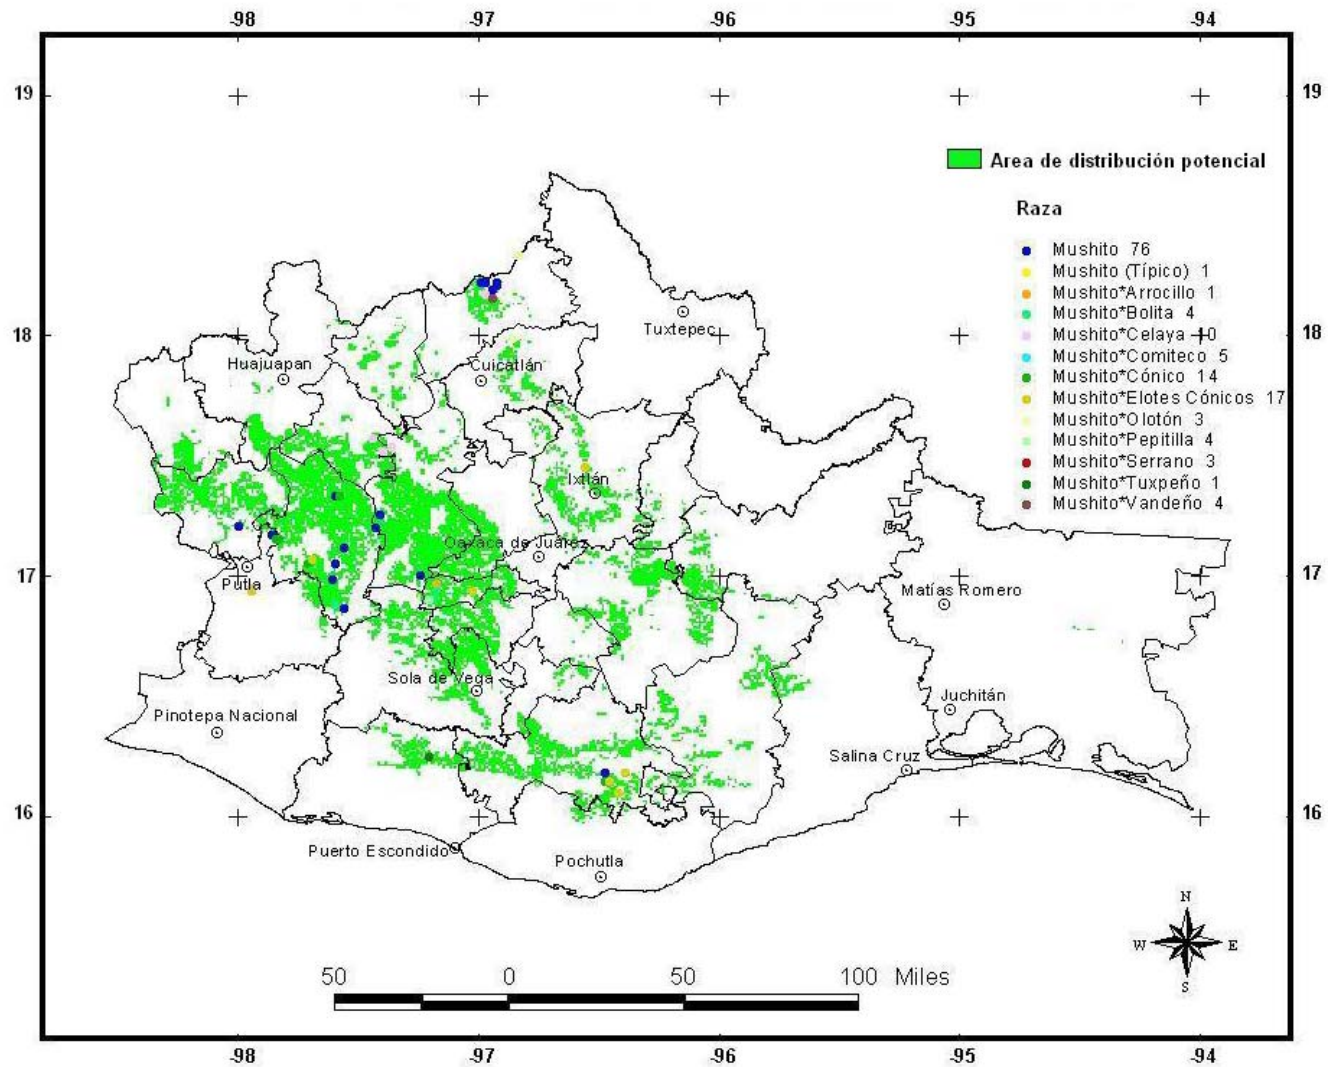 -98 -97 -96 -95 -94
19 19
Area de distribución potencial
Raza
Mushito 76
Mushito (Típico) 1
Mushito*Arrocillo 1
Mushito*Bolita 4
Mushito*Celaya 10
Mushito*Comiteco 5
Mushito*Cónico 14
Mushito*Elotes Cónicos 17
Mushito*Olotón 3
Mushito*Pepitilla 4
Mushito*Serrano 3
Mushito*Tuxpeño 1
Mushito*Vandeño 4
Tuxtepec
18 18
Huajuapan
Cuicatlán
Ixtlán
Oaxaca de Juárez
17 17
Putla
Matías Romero
Sola de Vega
Juchitán
Pinotepa Nacional
Salina Cruz
16 16
Puerto Escondido
Pochutla
N
W E
S
50 0 50 100 Miles
-98 -97 -96 -95 -94